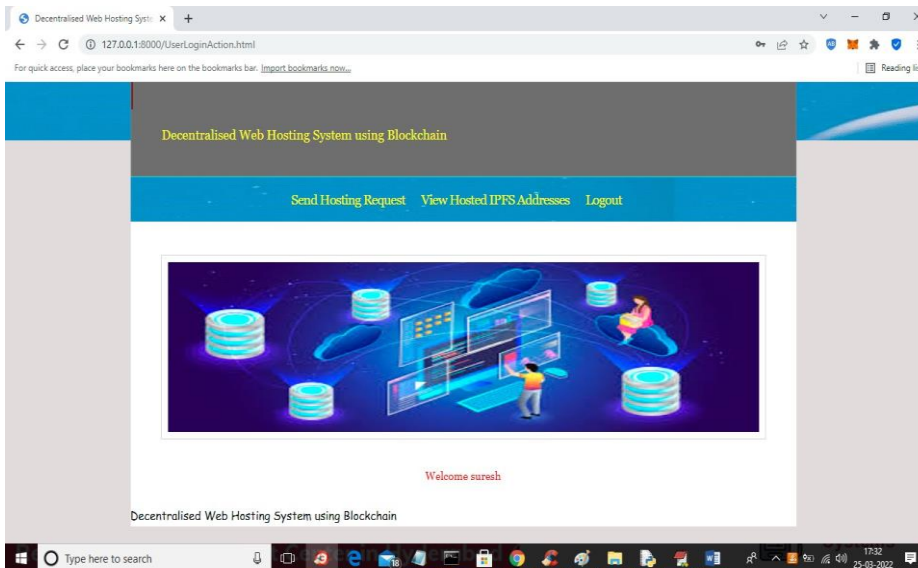 Decentralised Web Hosting Syste
127.0.0.1:8000/UserLoginAction.html
For quick access, place your bookmarks here on the bookmarks bar. Import bookmarks now...
Reading lis
Decentralised Web Hosting System using Blockchain
Send Hosting Request View Hosted IPFS Addresses Logout
Welcome suresh
Decentralised Web Hosting System using Blockchain
Type here to search
18
17:32
25-03-2022